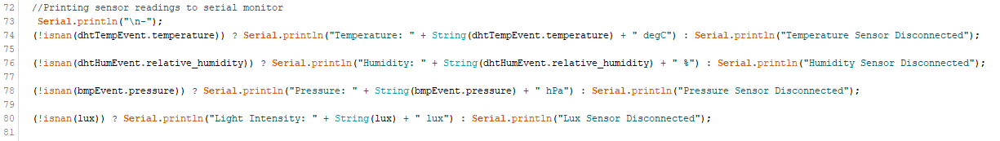 72 //Printing sensor readings to serial monitor
73 Serial.println("\n-");
74 (!isnan(dhtTempEvent.temperature)) ? Serial.println("Temperature: " + String(dhtTempEvent.temperature) + " degC") : Serial.println("Temperature Sensor Disconnected");
75
76 (!isnan(dhtHumEvent.relative_humidity)) ? Serial.println("Humidity: " + String(dhtHumEvent.relative_humidity) + " %") : Serial.println("Humidity Sensor Disconnected");
77
78 (!isnan(bmpEvent.pressure)) ? Serial.println("Pressure: " + String(bmpEvent.pressure) + " hPa") : Serial.println("Pressure Sensor Disconnected");
79
80 (!isnan(lux)) ? Serial.println("Light Intensity: " + String(lux) + " lux") : Serial.println("Lux Sensor Disconnected");
81